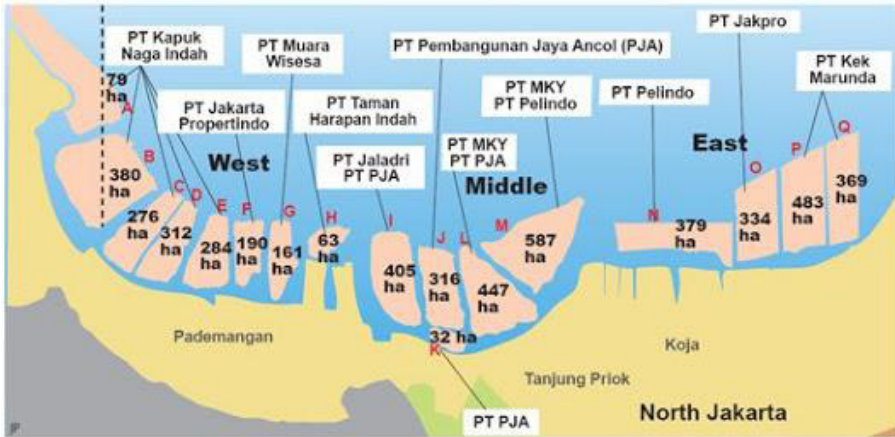 PT Kapuk
Naga Indah
PT Muara
Wisesa
PT Pembangunan Jaya Ancol (PJA)
PT Jakpro
PT MKY
PT Pelindo
PT Kek
Marunda
PT Jakarta
Propertindo
PT Taman
Harapan Indah
PT Pelindo
PT Jaladri
PT PJA
PT MKY
PT PJA
West
Middle
East
79
ha
A
B
C
D
E
F
G
H
I
J
L
M
N
O
P
Q
380
ha
276
ha
312
ha
284
ha
190
ha
161
ha
63
ha
405
ha
316
ha
447
ha
587
ha
379
ha
334
ha
483
ha
369
ha
32 ha
K
PT PJA
Pademangan
Tanjung Priok
Koja
North Jakarta